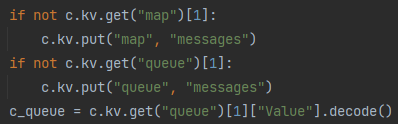 if not c.kv.get("map")[1]:
    c.kv.put("map", "messages")
if not c.kv.get("queue")[1]:
    c.kv.put("queue", "messages")
c_queue = c.kv.get("queue")[1]["Value"].decode()